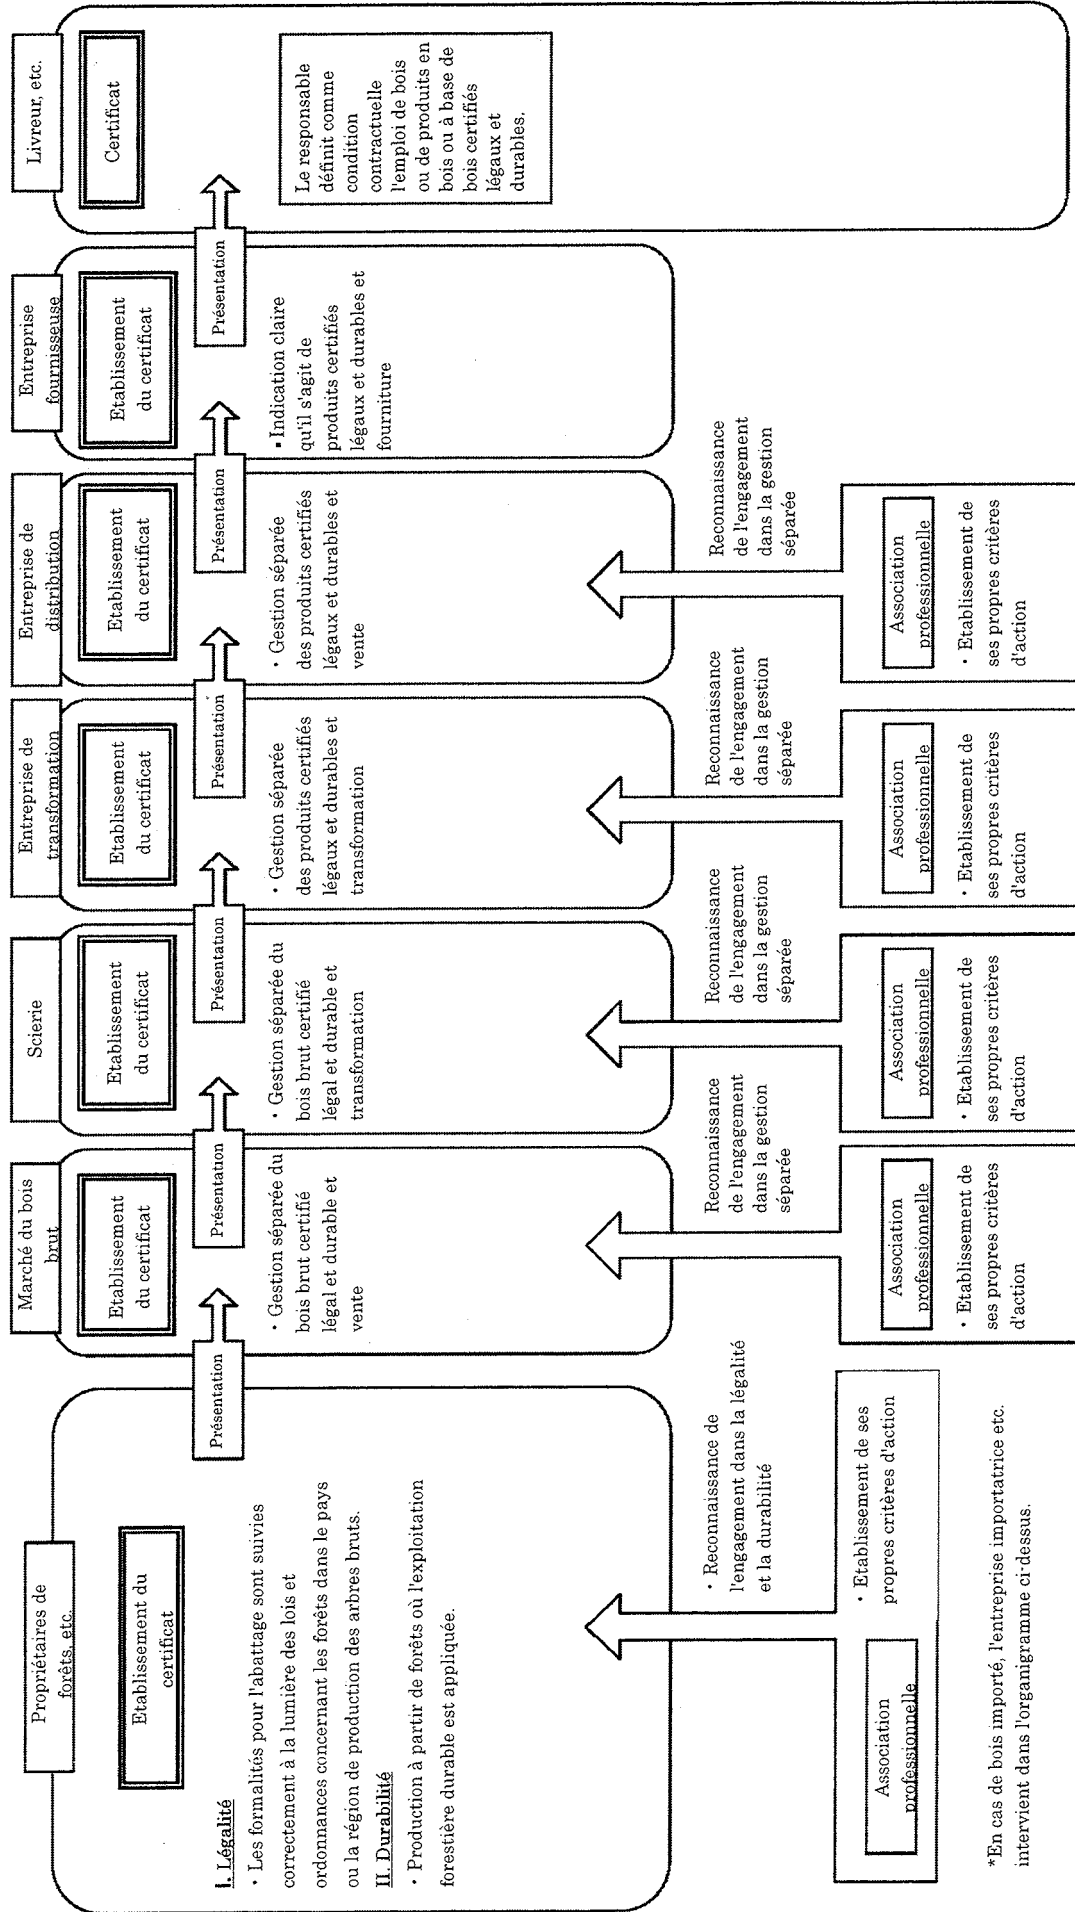 Propriétaires de
forêts, etc.
Etablissement du
certificat
I. Légalité
・Les formalités pour l'abattage sont suivies
correctement à la lumière des lois et
ordonnances concernant les forêts dans le pays
ou la région de production des arbres bruts.
II. Durabilité
・Production à partir de forêts où l'exploitation
forestière durable est appliquée.
Présentation
・Reconnaissance de
l'engagement dans la légalité
et la durabilité
Association
professionnelle
・Etablissement de ses
propres critères d'action
Marché du bois
brut
Etablissement
du certificat
・Gestion séparée du
bois brut certifié
légal et durable et
vente
Présentation
Reconnaissance
de l'engagement
dans la gestion
séparée
Association
professionnelle
・Etablissement de
ses propres critères
d'action
Scierie
Etablissement
du certificat
・Gestion séparée du
bois brut certifié
légal et durable et
transformation
Présentation
Reconnaissance
de l'engagement
dans la gestion
séparée
Association
professionnelle
・Etablissement de
ses propres critères
d'action
Entreprise de
transformation
Etablissement
du certificat
・Gestion séparée
des produits certifiés
légaux et durables et
transformation
Présentation
Reconnaissance
de l'engagement
dans la gestion
séparée
Association
professionnelle
・Etablissement de
ses propres critères
d'action
Entreprise de
distribution
Etablissement
du certificat
・Gestion séparée
des produits certifiés
légaux et durables et
vente
Présentation
Reconnaissance
de l'engagement
dans la gestion
séparée
Association
professionnelle
・Etablissement de
ses propres critères
d'action
Entreprise
fournisseuse
Etablissement
du certificat
▪Indication claire
qu'il s'agit de
produits certifiés
légaux et durables et
fourniture
Présentation
Livreur, etc.
Certificat
Le responsable
définit comme
condition
contractuelle
l'emploi de bois
ou de produits en
bois ou à base de
bois certifiés
légaux et
durables.
*En cas de bois importé, l'entreprise importatrice etc.
intervient dans l'organigramme ci-dessus.